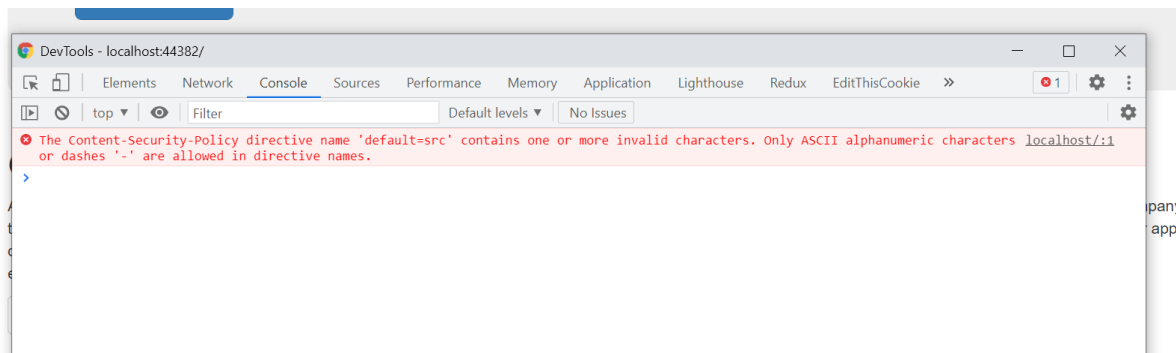 DevTools - localhost:44382/
Elements Network Console Sources Performance Memory Application Lighthouse Redux EditThisCookie » 1
top ▼ Filter Default levels ▼ No Issues
The Content-Security-Policy directive name 'default=src' contains one or more invalid characters. Only ASCII alphanumeric characters localhost/:1
or dashes '-' are allowed in directive names.
>
mpany
app